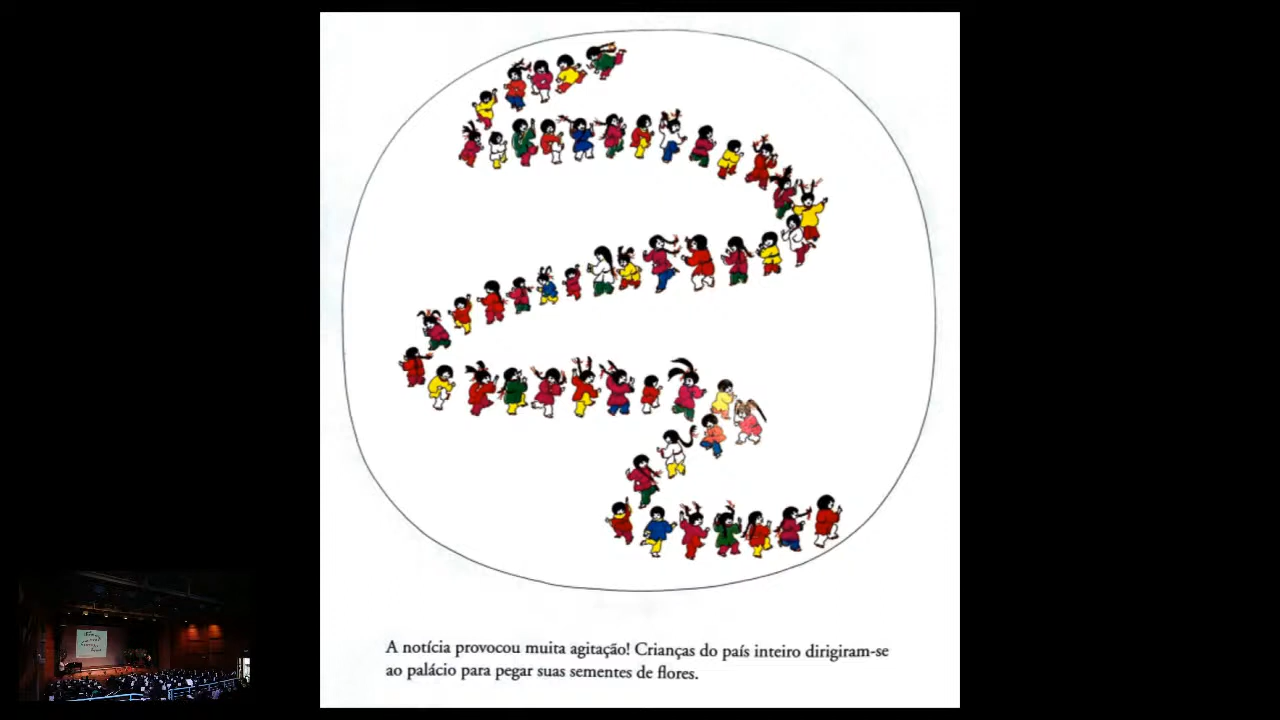 A notícia provocou muita agitação! Crianças do país inteiro dirigiram-se
ao palácio para pegar suas sementes de flores.